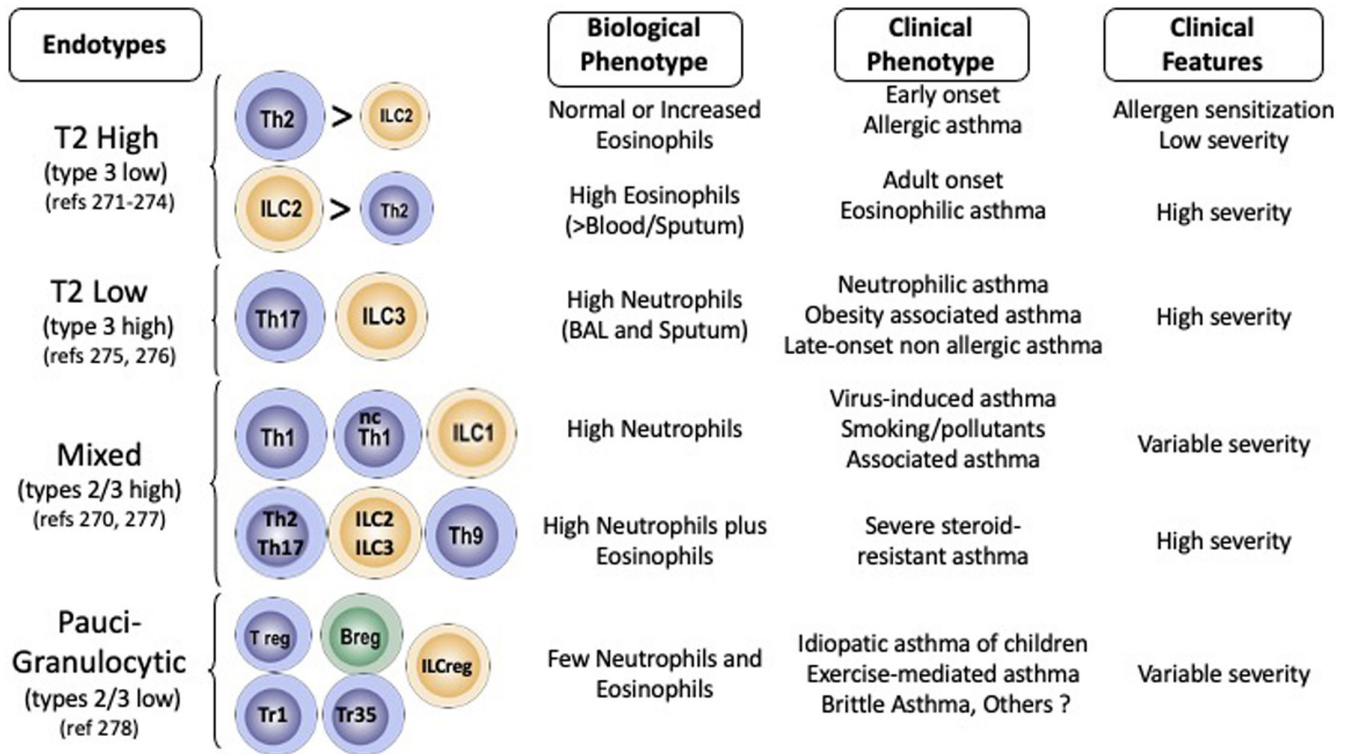 Endotypes
Biological
Phenotype
Clinical
Phenotype
Clinical
Features
T2 High
(type 3 low)
(refs 271-274)
Th2
>
ILC2
Normal or Increased
Eosinophils
Early onset
Allergic asthma
Allergen sensitization
Low severity
ILC2
>
Th2
High Eosinophils
(>Blood/Sputum)
Adult onset
Eosinophilic asthma
High severity
T2 Low
(type 3 high)
(refs 275, 276)
Th17
ILC3
High Neutrophils
(BAL and Sputum)
Neutrophilic asthma
Obesity associated asthma
Late-onset non allergic asthma
High severity
Mixed
(types 2/3 high)
(refs 270, 277)
Th1
nc
Th1
ILC1
High Neutrophils
Virus-induced asthma
Smoking/pollutants
Associated asthma
Variable severity
Th2
Th17
ILC2
ILC3
Th9
High Neutrophils plus
Eosinophils
Severe steroid-
resistant asthma
High severity
Pauci-
Granulocytic
(types 2/3 low)
(ref 278)
T reg
Breg
ILCreg
Tr1
Tr35
Few Neutrophils and
Eosinophils
Idiopatic asthma of children
Exercise-mediated asthma
Brittle Asthma, Others ?
Variable severity